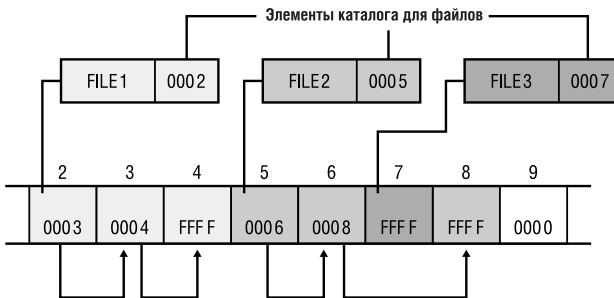 Элементы каталога для файлов
FILE1 0002 FILE2 0005 FILE3 0007
2 3 4 5 6 7 8 9
0003 0004 FFFF 0006 0008 FFFF FFFF 0000